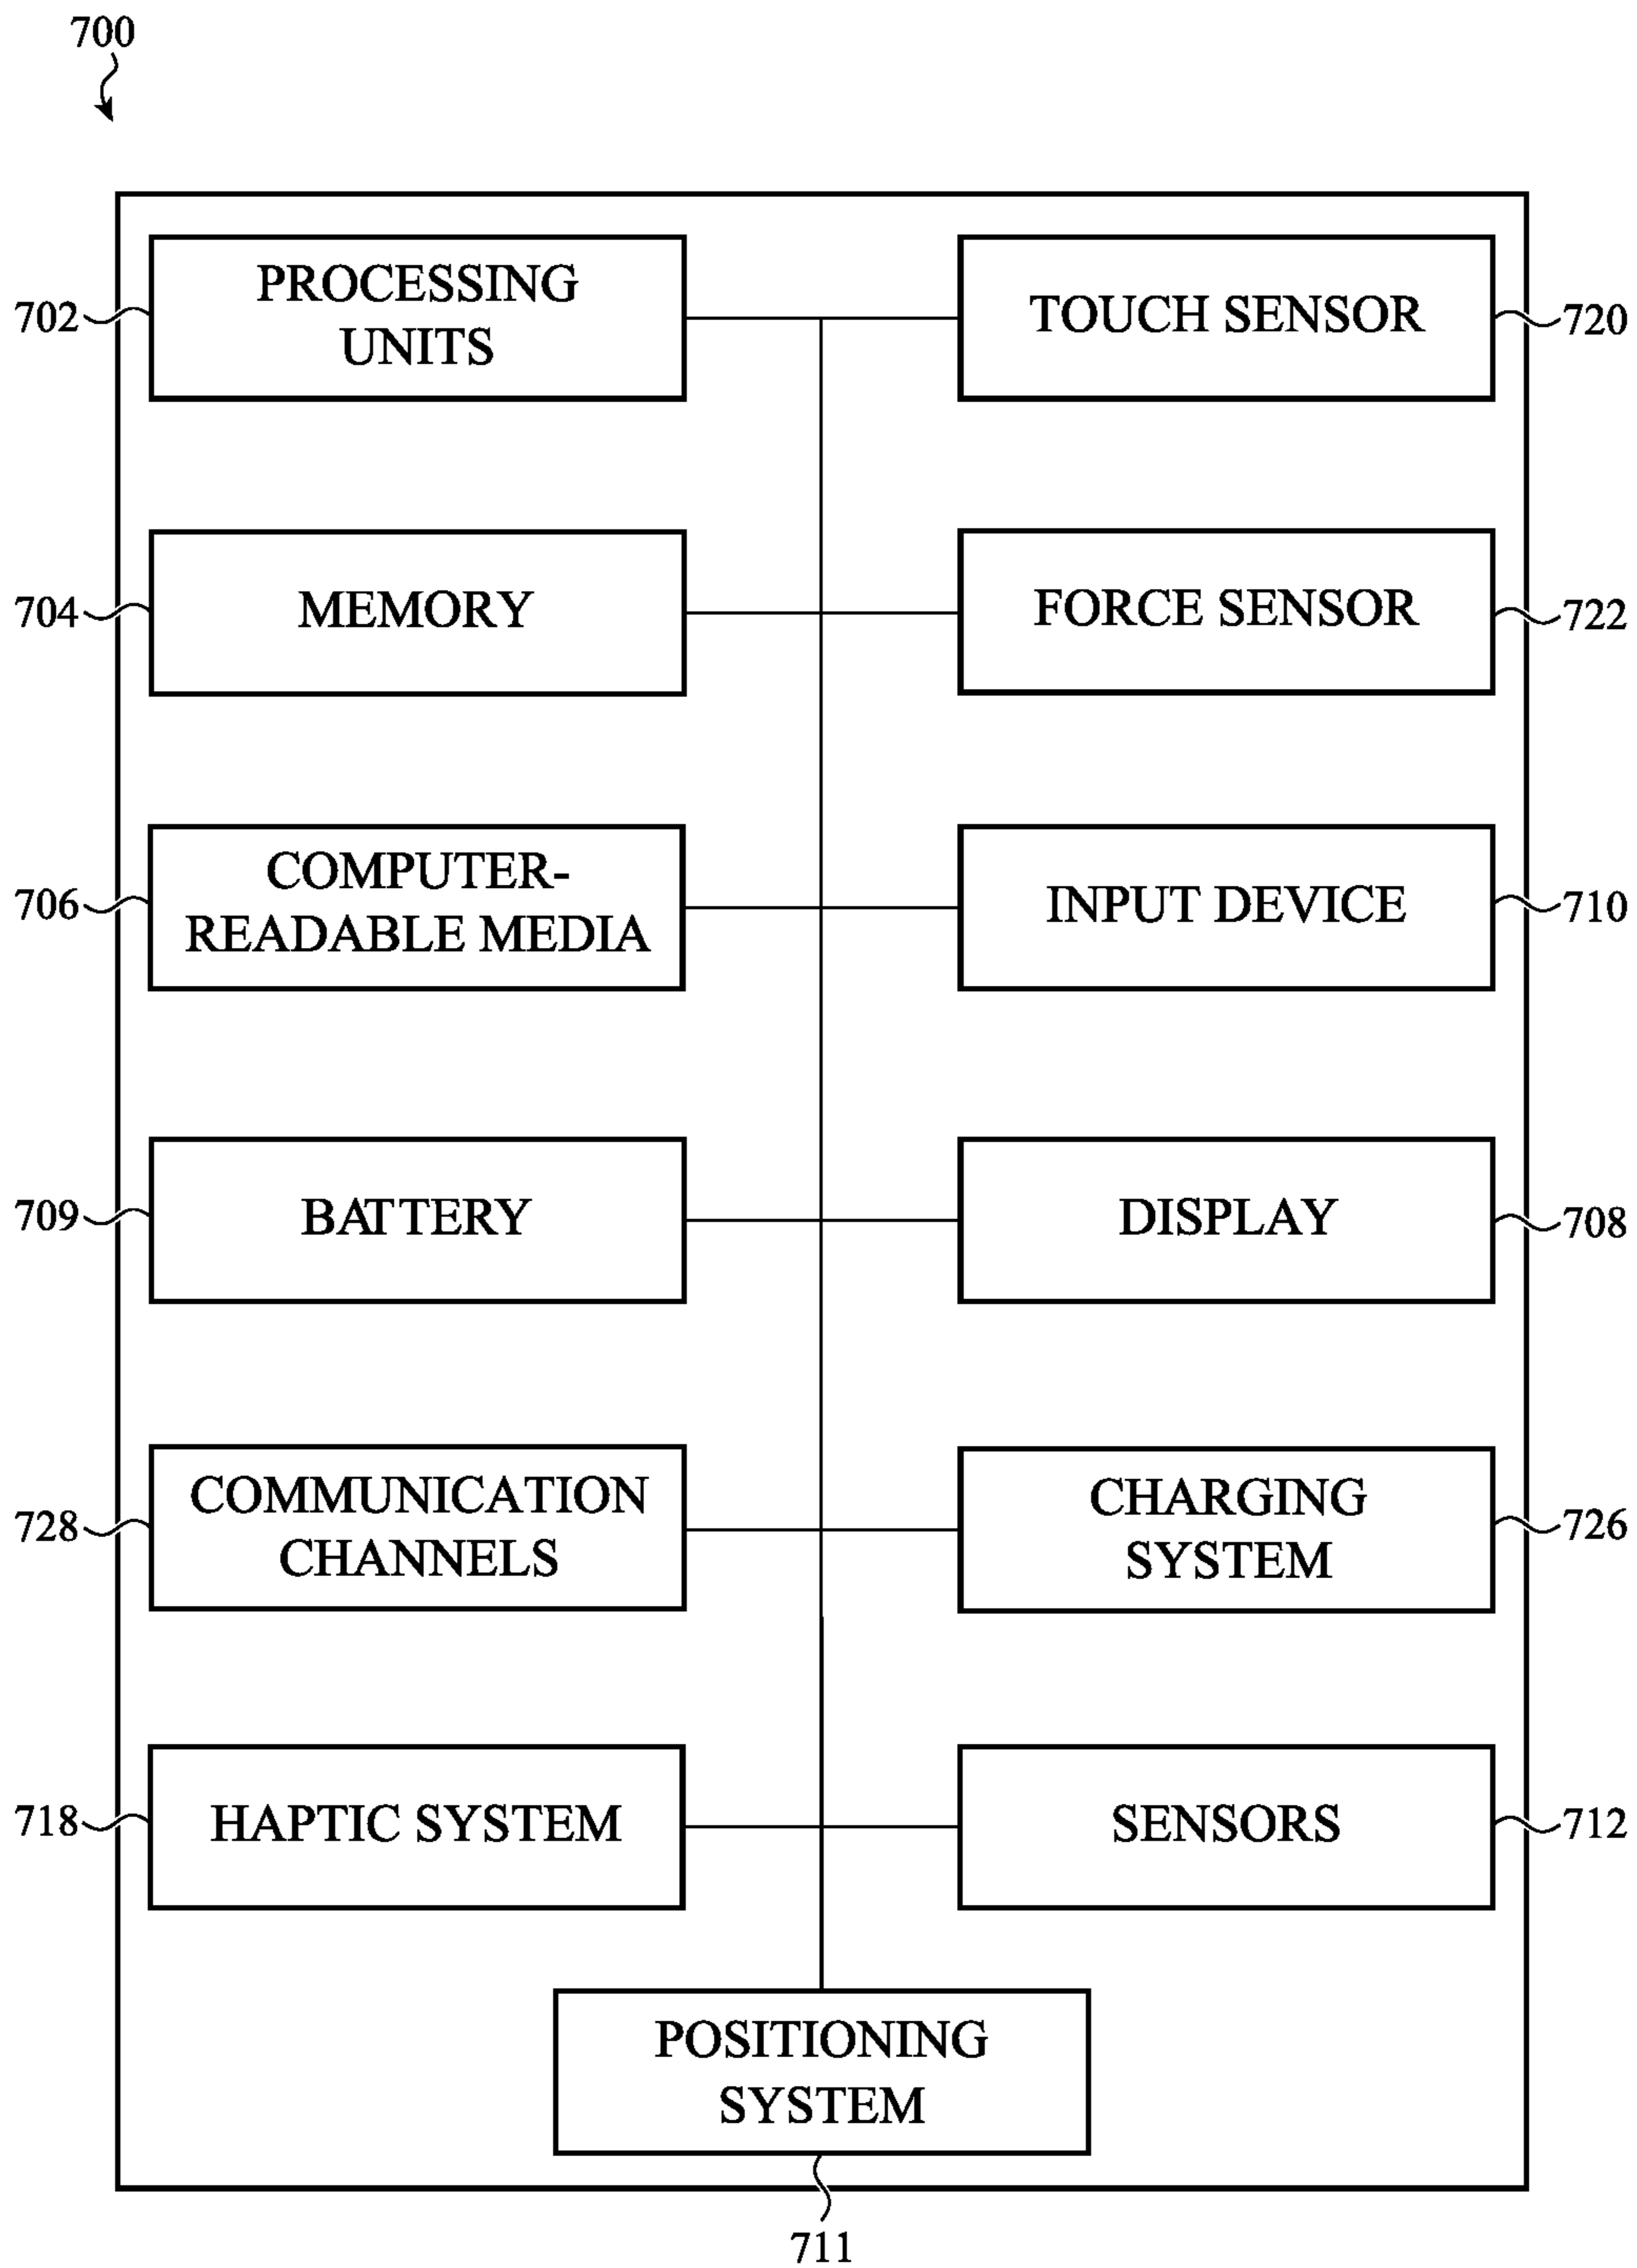 700
702
PROCESSING
UNITS
TOUCH SENSOR
720
704
MEMORY
FORCE SENSOR
722
706
COMPUTER-
READABLE MEDIA
INPUT DEVICE
710
709
BATTERY
DISPLAY
708
728
COMMUNICATION
CHANNELS
CHARGING
SYSTEM
726
718
HAPTIC SYSTEM
SENSORS
712
POSITIONING
SYSTEM
711